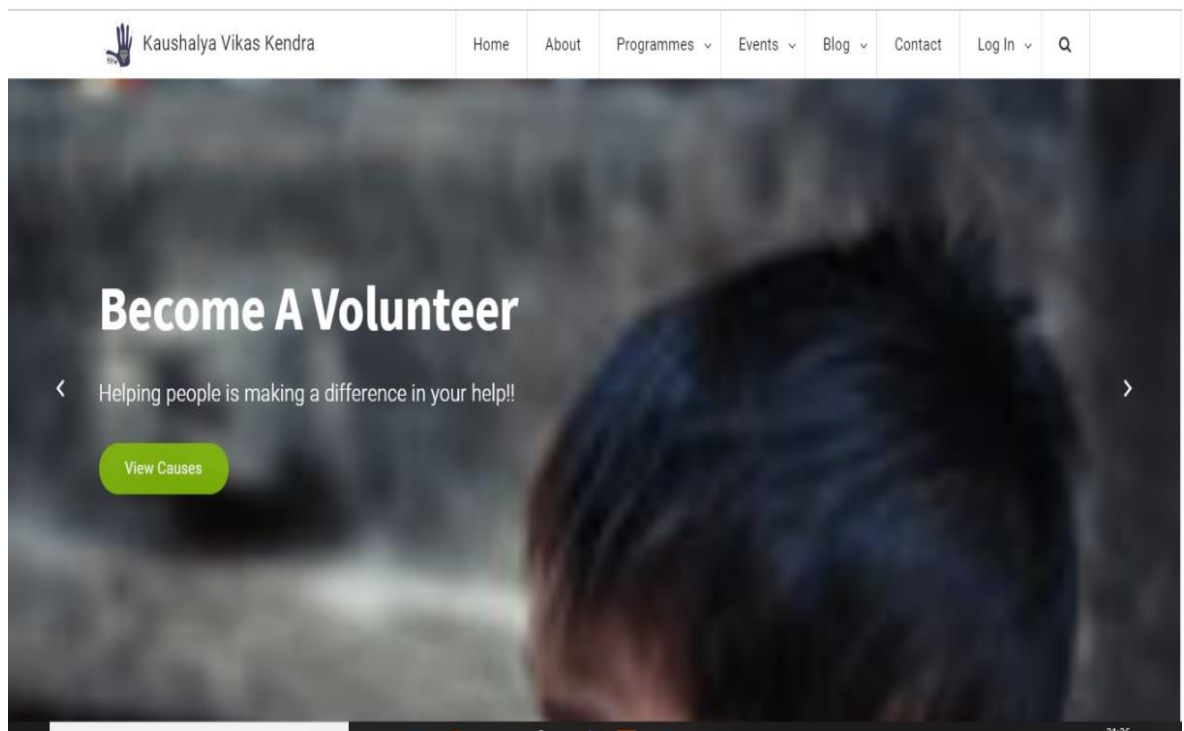 Kaushalya Vikas Kendra
Home About Programmes Events Blog Contact Log In
Become A Volunteer
Helping people is making a difference in your help!!
View Causes